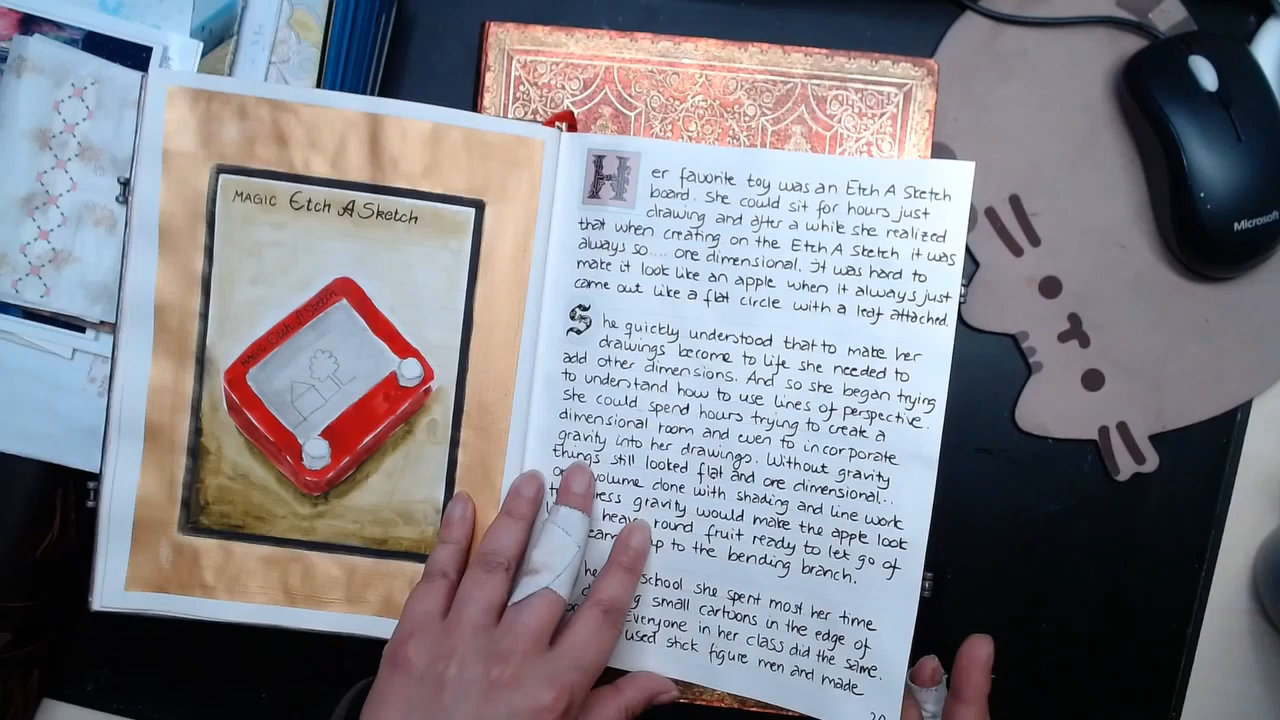 MAGIC Etch A Sketch
MAGIC Etch A Sketch
Her favorite toy was an Etch A Sketch
board. She could sit for hours just
drawing and after a while she realized
that when creating on the Etch A Sketch it was
always so.... one dimensional. It was hard to
make it look like an apple when it always just
came out like a flat circle with a leaf attached.
She quickly understood that to make her
drawings become to life she needed to
add other dimensions. And so she began trying
to understand how to use lines of perspective.
She could spend hours trying to create a
dimensional room and even to incorporate
gravity into her drawings. Without gravity
things still looked flat and one dimensional...
volume done with shading and line work
gravity would make the apple look
heavy round fruit ready to let go of
up to the bending branch.
school she spent most her time
small cartoons in the edge of
Everyone in her class did the same.
used stick figure men and made
Microsoft